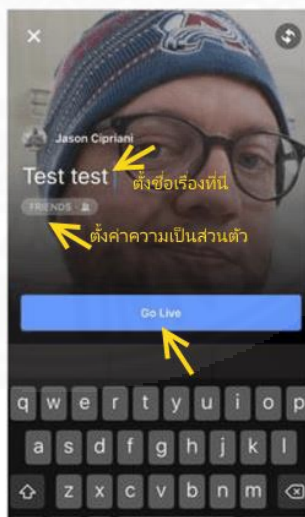 Jason Cipriani
Test test
ตั้งชื่อเรื่องที่นี่
FRIENDS
ตั้งค่าความเป็นส่วนตัว
Go Live
q w e r t y u i o p
a s d f g h j k l
z x c v b n m